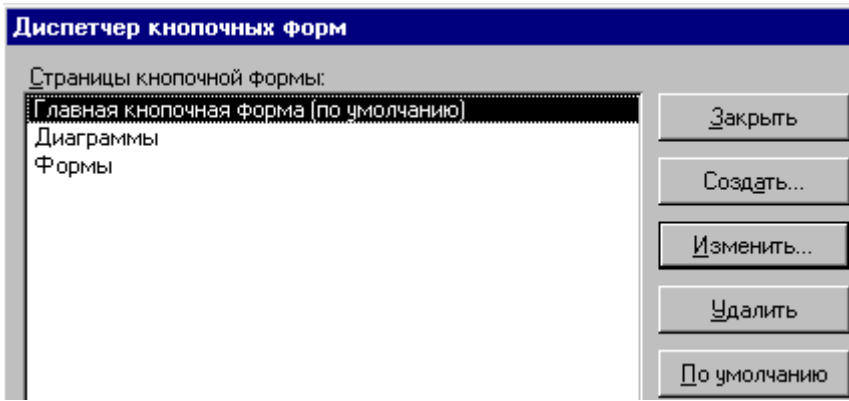 Диспетчер кнопочных форм
Страницы кнопочной формы:
Главная кнопочная форма (по умолчанию)
Диаграммы
Формы
Закрыть
Создать...
Изменить...
Удалить
По умолчанию